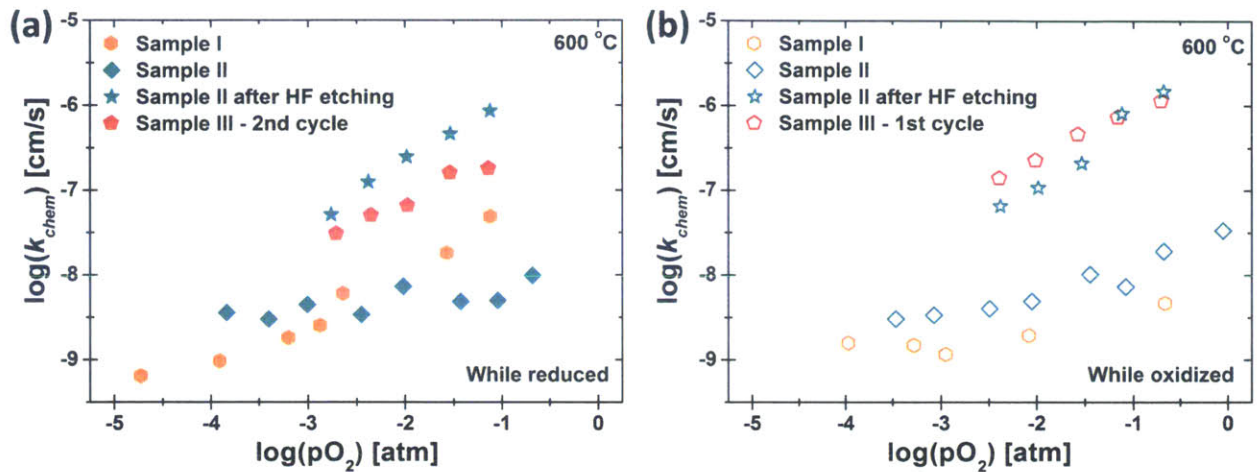 (a)
-5
-6
-7
-8
-9
log(k_chem) [cm/s]
Sample I
Sample II
Sample II after HF etching
Sample III - 2nd cycle
600 °C
While reduced
-5 -4 -3 -2 -1 0
log(pO₂) [atm]
(b)
-5
-6
-7
-8
-9
log(k_chem) [cm/s]
Sample I
Sample II
Sample II after HF etching
Sample III - 1st cycle
600 °C
While oxidized
-5 -4 -3 -2 -1 0
log(pO₂) [atm]